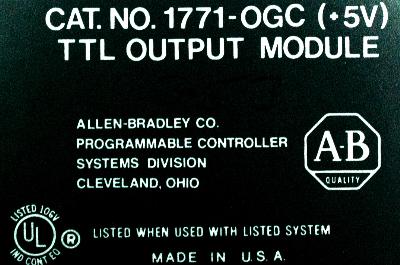 CAT. NO. 1771-OGC (+5V)
TTL OUTPUT MODULE
ALLEN-BRADLEY CO.
PROGRAMMABLE CONTROLLER
SYSTEMS DIVISION
CLEVELAND, OHIO
A-B
QUALITY
LISTED 10GV
UL
IND CONT EQ
®
LISTED WHEN USED WITH LISTED SYSTEM
MADE IN U.S.A.